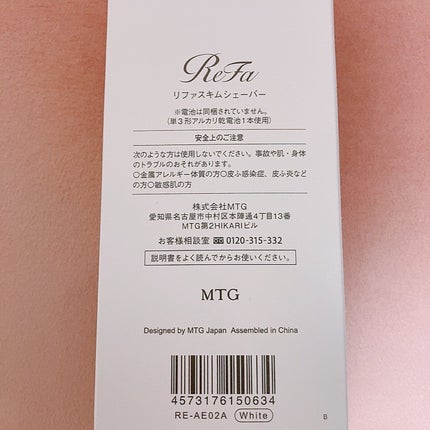 ReFa
リファスキムシェーバー
※電池は同梱されていません。
(単3形アルカリ乾電池1本使用)
安全上のご注意
次のような方は使用しないでください。事故や肌・身体
のトラブルのおそれがあります。
○金属アレルギー体質の方○皮ふ感染症、皮ふ炎など
の方○敏感肌の方
株式会社MTG
愛知県名古屋市中村区本陣通4丁目13番
MTG第2HIKARIビル
お客様相談室 0120-315-332
説明書をよく読んでからお使いください。
MTG
Designed by MTG Japan Assembled in China
4573176150634
RE-AE02A White
B